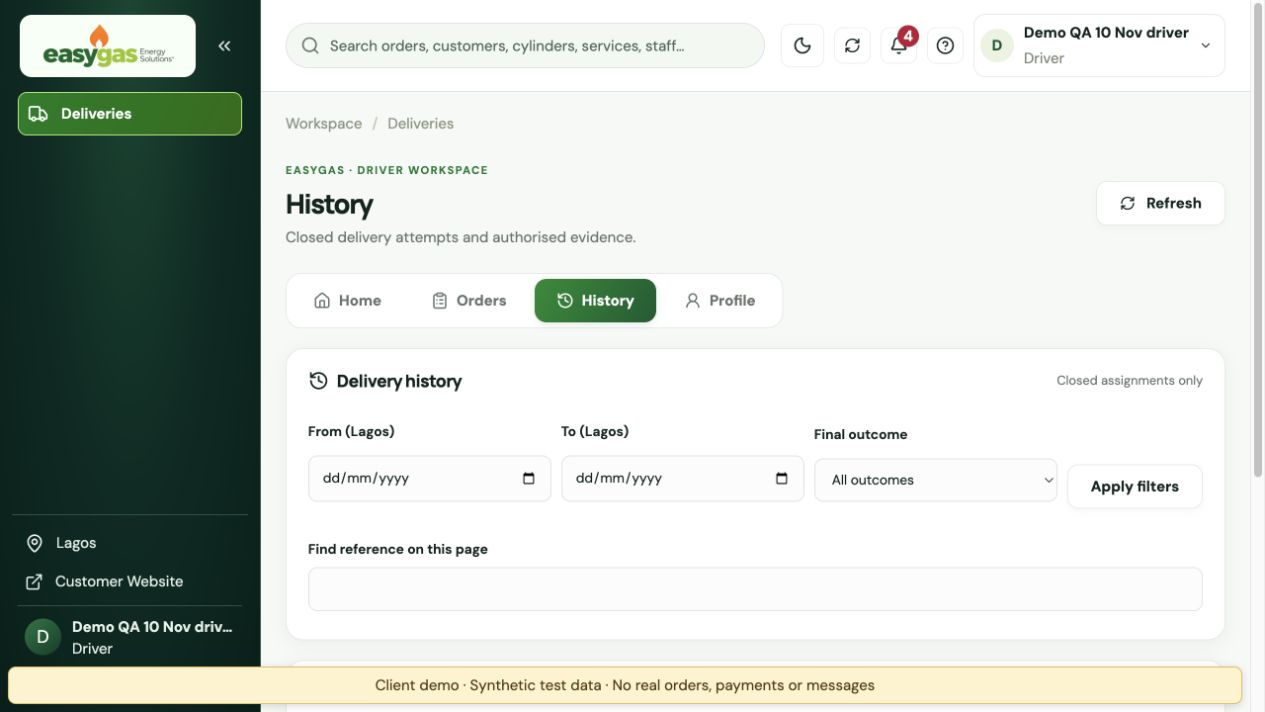 easygas Energy Solutions
Search orders, customers, cylinders, services, staff...
4
D
Demo QA 10 Nov driver
Driver
Deliveries
Workspace / Deliveries
EASYGAS · DRIVER WORKSPACE
History
Closed delivery attempts and authorised evidence.
Refresh
Home
Orders
History
Profile
Delivery history
Closed assignments only
From (Lagos)
To (Lagos)
Final outcome
dd/mm/yyyy
dd/mm/yyyy
All outcomes
Apply filters
Find reference on this page
Lagos
Customer Website
D
Demo QA 10 Nov driv...
Driver
Client demo · Synthetic test data · No real orders, payments or messages